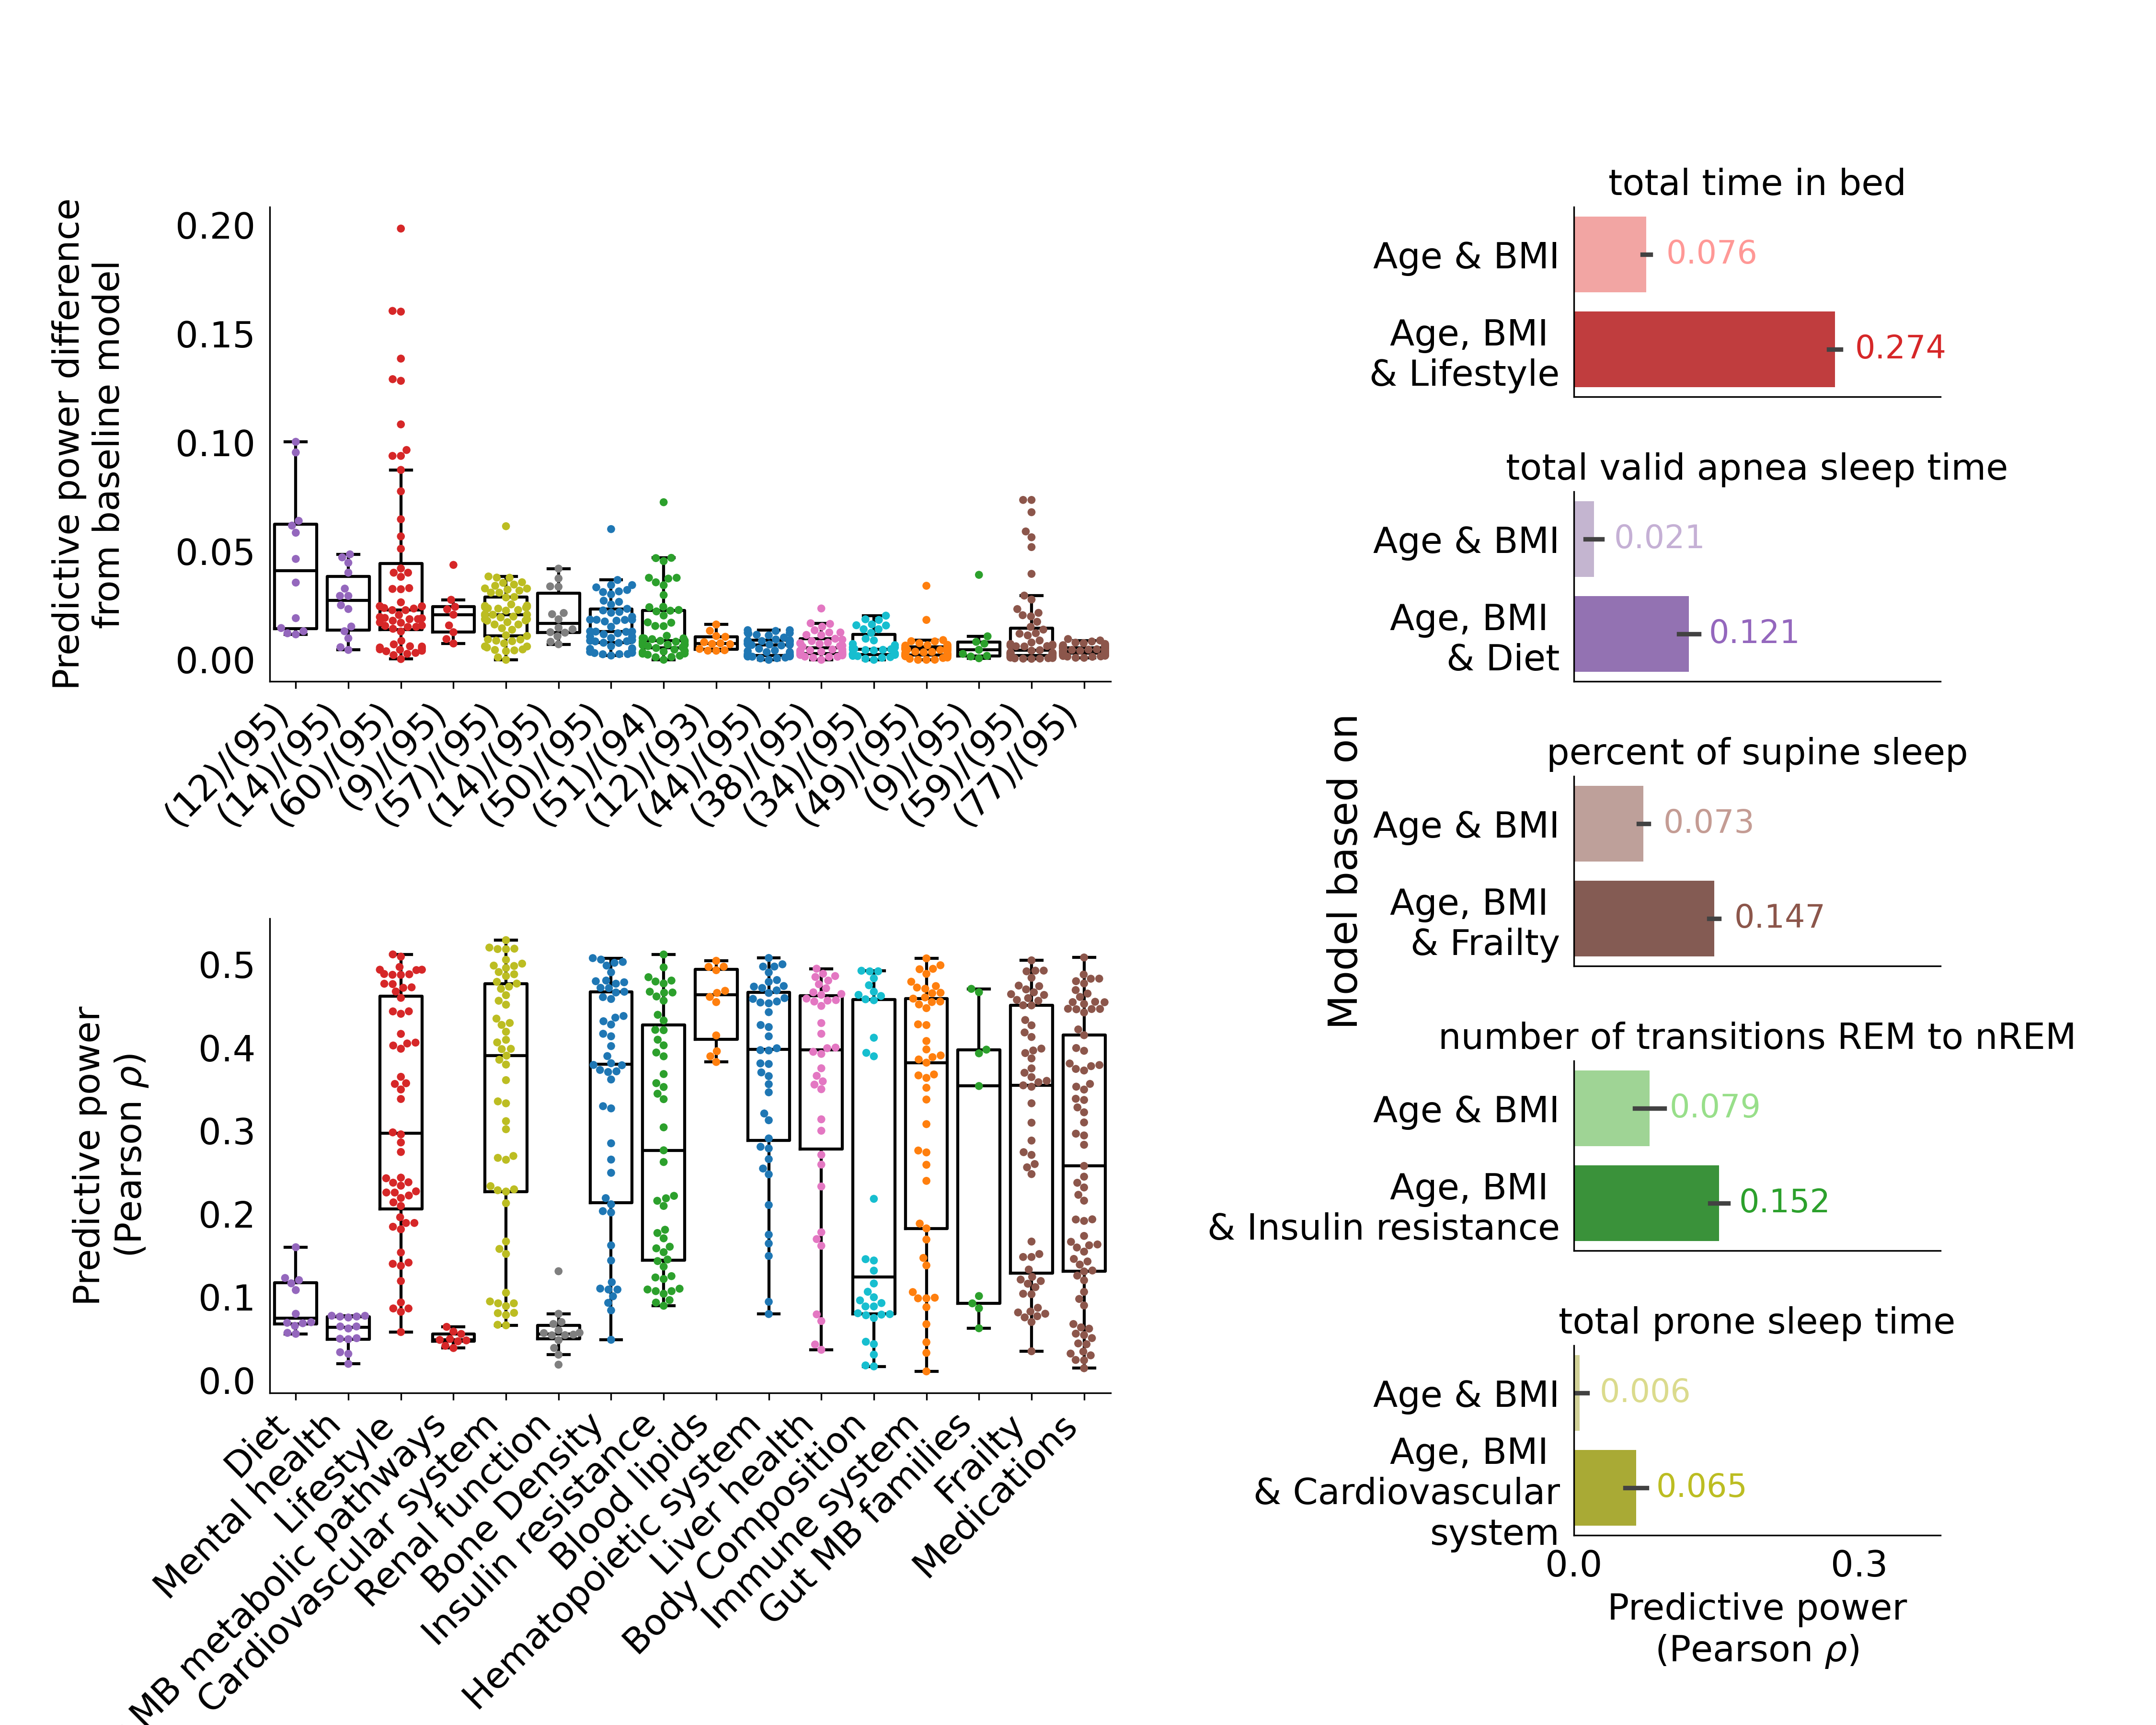 Predictive power difference
from baseline model
0.20
0.15
0.10
0.05
0.00
(12)/(95)
(14)/(95)
(60)/(95)
(9)/(95)
(57)/(95)
(14)/(95)
(50)/(95)
(51)/(94)
(12)/(93)
(44)/(95)
(38)/(95)
(34)/(95)
(49)/(95)
(9)/(95)
(59)/(95)
(77)/(95)
Predictive power
(Pearson ρ)
0.5
0.4
0.3
0.2
0.1
0.0
Diet
Mental health
Lifestyle
MB metabolic pathways
Cardiovascular system
Renal function
Bone Density
Insulin resistance
Blood lipids
Hematopoietic system
Liver health
Body Composition
Immune system
Gut MB families
Frailty
Medications
Model based on
total time in bed
Age & BMI
0.076
Age, BMI
& Lifestyle
0.274
total valid apnea sleep time
Age & BMI
0.021
Age, BMI
& Diet
0.121
percent of supine sleep
Age & BMI
0.073
Age, BMI
& Frailty
0.147
number of transitions REM to nREM
Age & BMI
0.079
Age, BMI
& Insulin resistance
0.152
total prone sleep time
Age & BMI
0.006
Age, BMI
& Cardiovascular
system
0.065
0.0
0.3
Predictive power
(Pearson ρ)